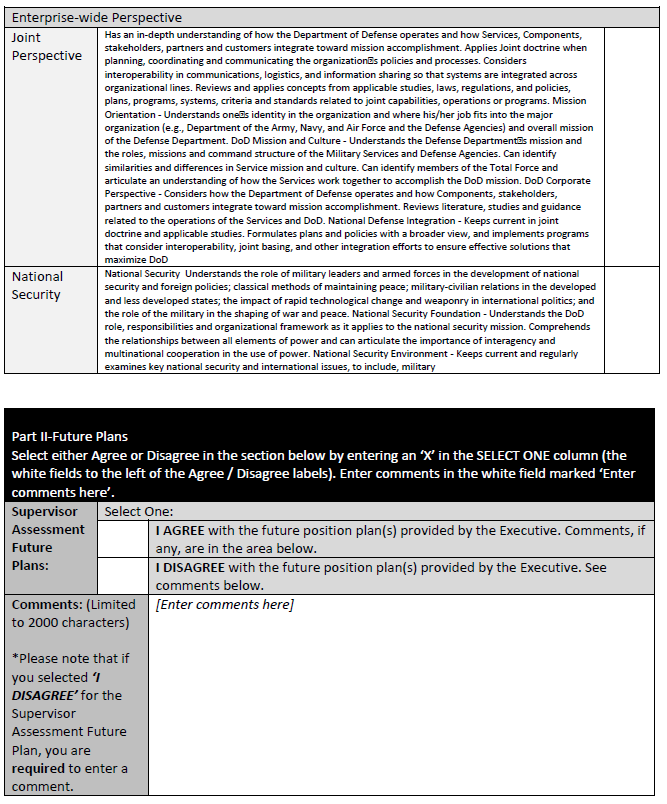 Enterprise-wide Perspective
Joint
Perspective
Has an in-depth understanding of how the Department of Defense operates and how Services, Components,
stakeholders, partners and customers integrate toward mission accomplishment. Applies Joint doctrine when
planning, coordinating and communicating the organization�s policies and processes. Considers
interoperability in communications, logistics, and information sharing so that systems are integrated across
organizational lines. Reviews and applies concepts from applicable studies, laws, regulations, and policies,
plans, programs, systems, criteria and standards related to joint capabilities, operations or programs. Mission
Orientation - Understands one�s identity in the organization and where his/her job fits into the major
organization (e.g., Department of the Army, Navy, and Air Force and the Defense Agencies) and overall mission
of the Defense Department. DoD Mission and Culture - Understands the Defense Department�s mission and
the roles, missions and command structure of the Military Services and Defense Agencies. Can identify
similarities and differences in Service mission and culture. Can identify members of the Total Force and
articulate an understanding of how the Services work together to accomplish the DoD mission. DoD Corporate
Perspective - Considers how the Department of Defense operates and how Components, stakeholders,
partners and customers integrate toward mission accomplishment. Reviews literature, studies and guidance
related to the operations of the Services and DoD. National Defense Integration - Keeps current in joint
doctrine and applicable studies. Formulates plans and policies with a broader view, and implements programs
that consider interoperability, joint basing, and other integration efforts to ensure effective solutions that
maximize DoD
National
Security
National Security  Understands the role of military leaders and armed forces in the development of national
security and foreign policies; classical methods of maintaining peace; military-civilian relations in the developed
and less developed states; the impact of rapid technological change and weaponry in international politics; and
the role of the military in the shaping of war and peace. National Security Foundation - Understands the DoD
role, responsibilities and organizational framework as it applies to the national security mission. Comprehends
the relationships between all elements of power and can articulate the importance of interagency and
multinational cooperation in the use of power. National Security Environment - Keeps current and regularly
examines key national security and international issues, to include, military
Part II-Future Plans
Select either Agree or Disagree in the section below by entering an ‘X’ in the SELECT ONE column (the
white fields to the left of the Agree / Disagree labels). Enter comments in the white field marked ‘Enter
comments here’.
Supervisor
Assessment
Future
Plans:
Select One:
I AGREE with the future position plan(s) provided by the Executive. Comments, if
any, are in the area below.
I DISAGREE with the future position plan(s) provided by the Executive. See
comments below.
Comments: (Limited
to 2000 characters)
*Please note that if
you selected ‘I
DISAGREE’ for the
Supervisor
Assessment Future
Plan, you are
required to enter a
comment.
[Enter comments here]